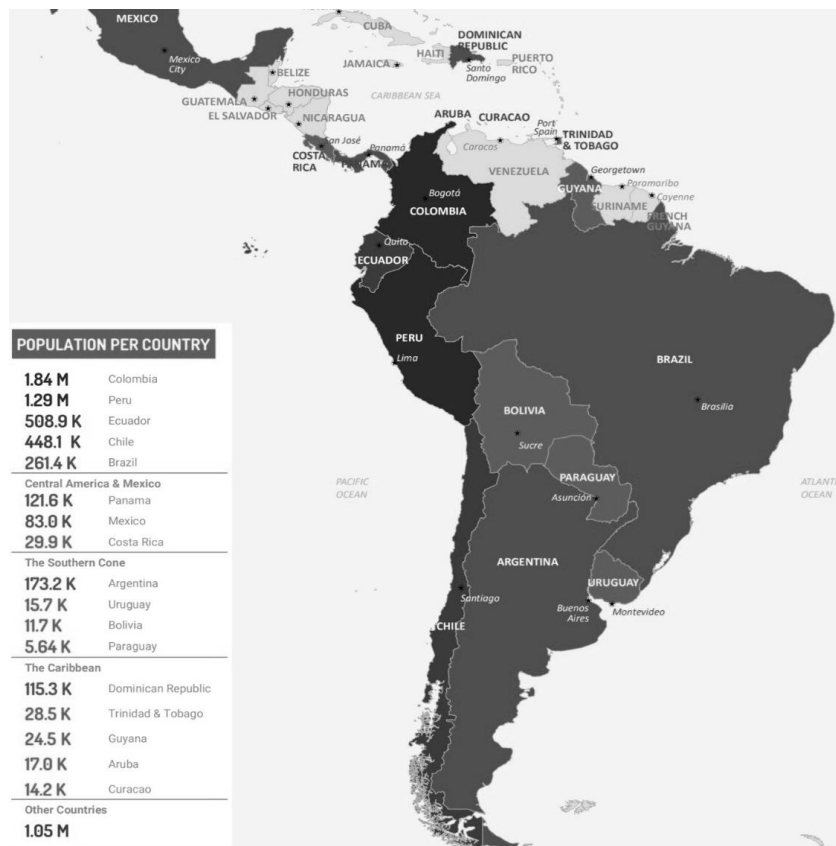 MEXICO
Mexico
City
CUBA
DOMINICAN
REPUBLIC
HAITI
JAMAICA
Santo
Domingo
PUERTO
RICO
BELIZE
CARIBBEAN SEA
HONDURAS
GUATEMALA
EL SALVADOR
NICARAGUA
ARUBA
CURACAO
Port
Spain
TRINIDAD
& TOBAGO
San José
COSTA
RICA
Panamá
PANAMA
Caracas
VENEZUELA
Georgetown
GUYANA
Paramaribo
SURINAME
Cayenne
FRENCH
GUYANA
Bogotá
COLOMBIA
Quito
ECUADOR
PERU
Lima
BRAZIL
Brasilia
BOLIVIA
Sucre
PACIFIC
OCEAN
PARAGUAY
Asunción
ATLANT
OCEAN
ARGENTINA
URUGUAY
Santiago
Buenos
Aires
Montevideo
CHILE
POPULATION PER COUNTRY
1.84 M Colombia
1.29 M Peru
508.9 K Ecuador
448.1 K Chile
261.4 K Brazil
Central America & Mexico
121.6 K Panama
83.0 K Mexico
29.9 K Costa Rica
The Southern Cone
173.2 K Argentina
15.7 K Uruguay
11.7 K Bolivia
5.64 K Paraguay
The Caribbean
115.3 K Dominican Republic
28.5 K Trinidad & Tobago
24.5 K Guyana
17.0 K Aruba
14.2 K Curacao
Other Countries
1.05 M